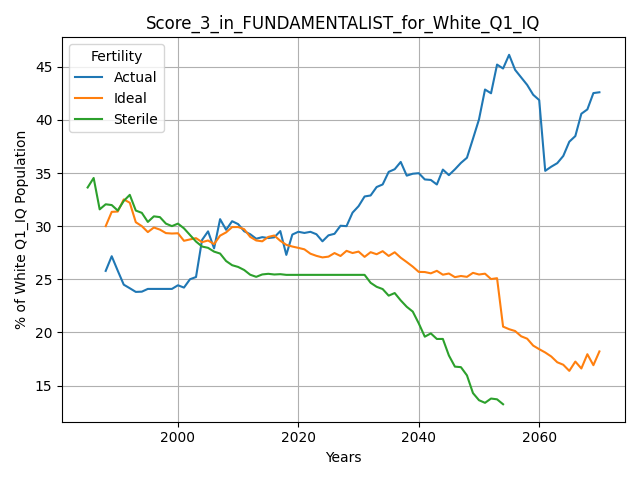 Score_3_in_FUNDAMENTALIST_for_White_Q1_IQ
Fertility
Actual
Ideal
Sterile
% of White Q1_IQ Population
45
40
35
30
25
20
15
2000
2020
2040
2060
Years